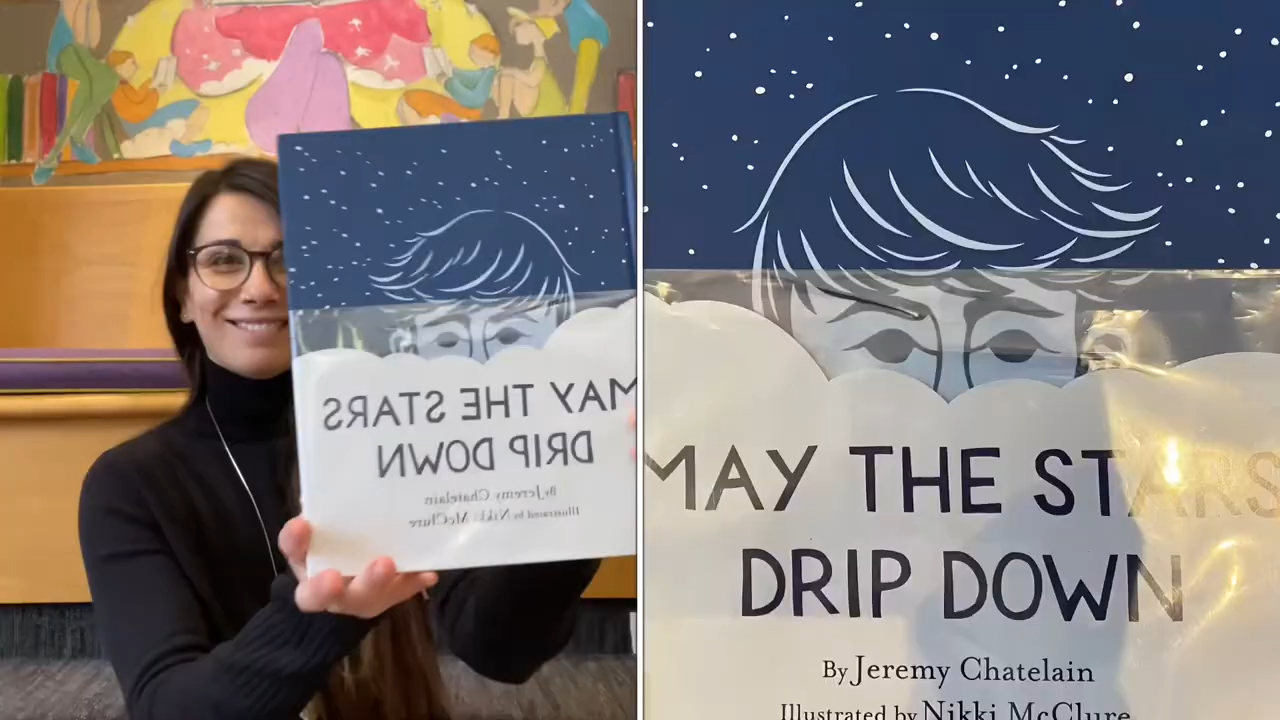 MAY THE STARS
DRIP DOWN
By Jeremy Chatelain
Illustrated by Nikki McClure
MAY THE STARS
DRIP DOWN
By Jeremy Chatelain
Illustrated by Nikki McClure